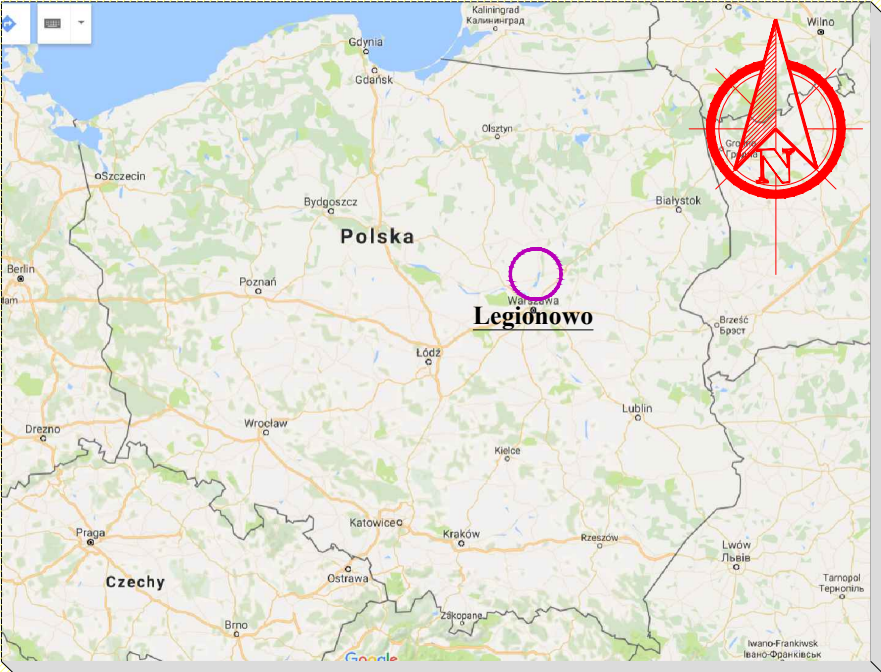 Kaliningrad
Калининград
Wilno
Gdynia
Gdańsk
Olsztyn
N
Szczecin
Bydgoszcz
Białystok
Polska
Berlin
Poznań
Warszawa
Legionowo
Brześć
Брэст
Łódź
Lublin
Drezno
Wrocław
Kielce
Katowice
Praga
Kraków
Rzeszów
Lwów
Львів
Czechy
Ostrawa
Tarnopol
Тернопіль
Zakopane
Brno
Iwano-Frankiwsk
Івано-Франківськ
Google